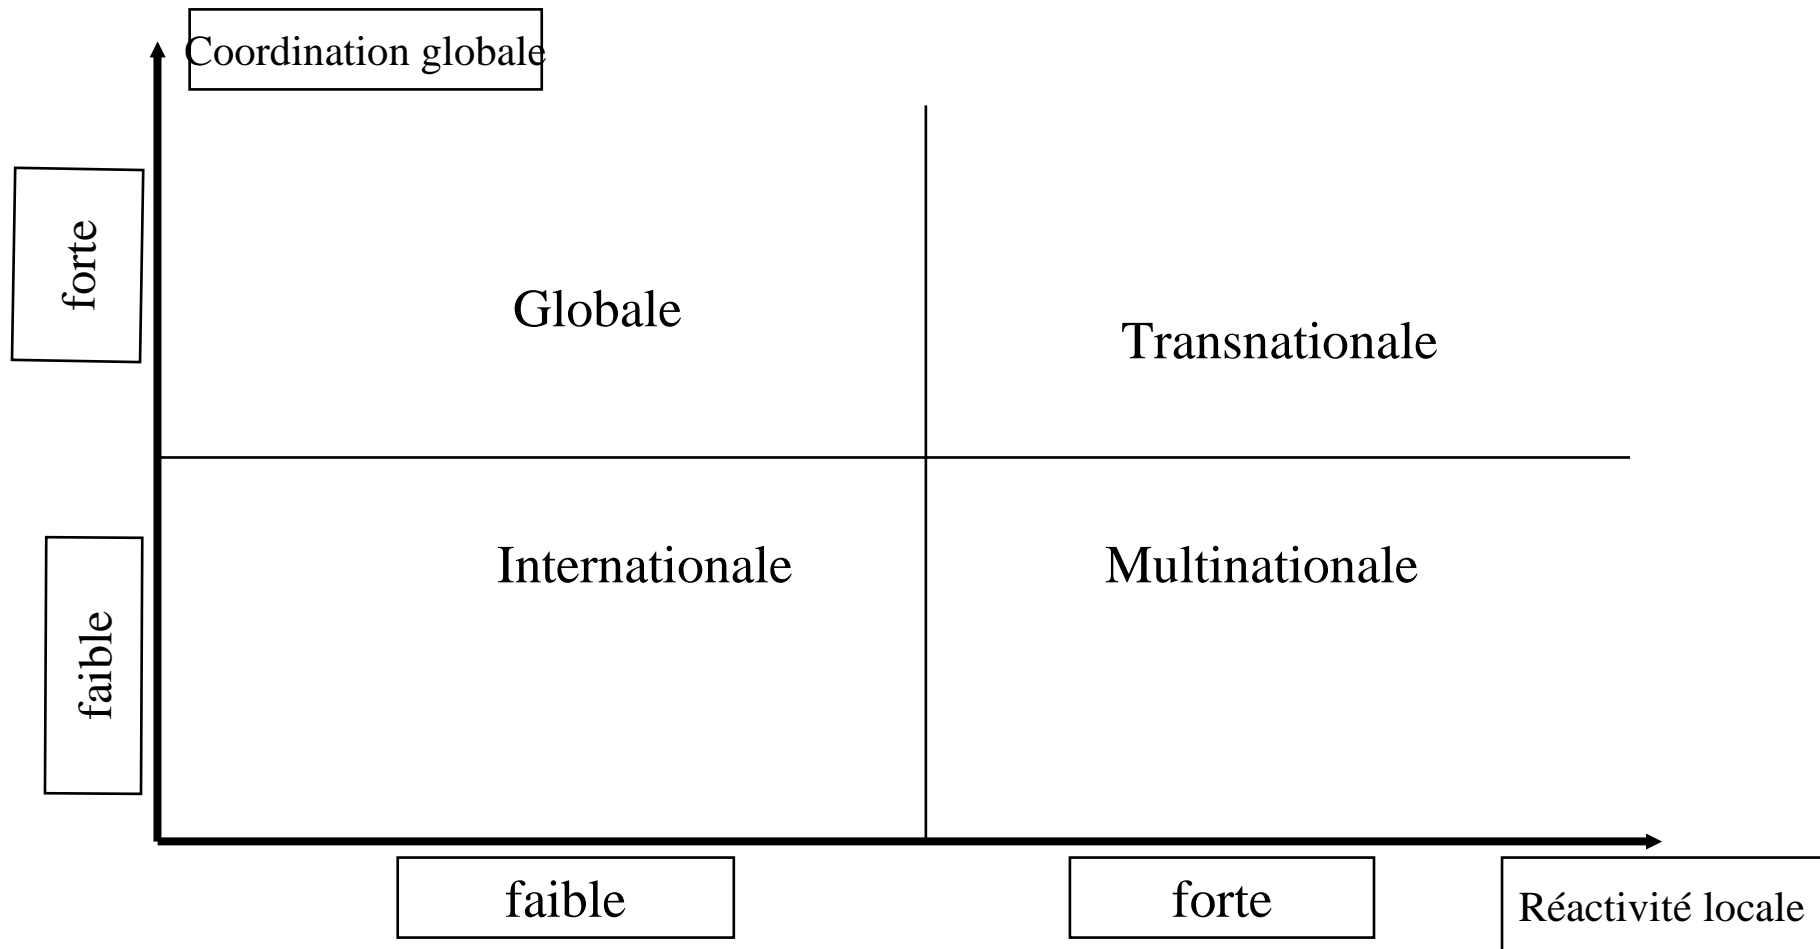 Coordination globale
forte
Globale
Transnationale
Internationale
Multinationale
faible
faible
forte
Réactivité locale